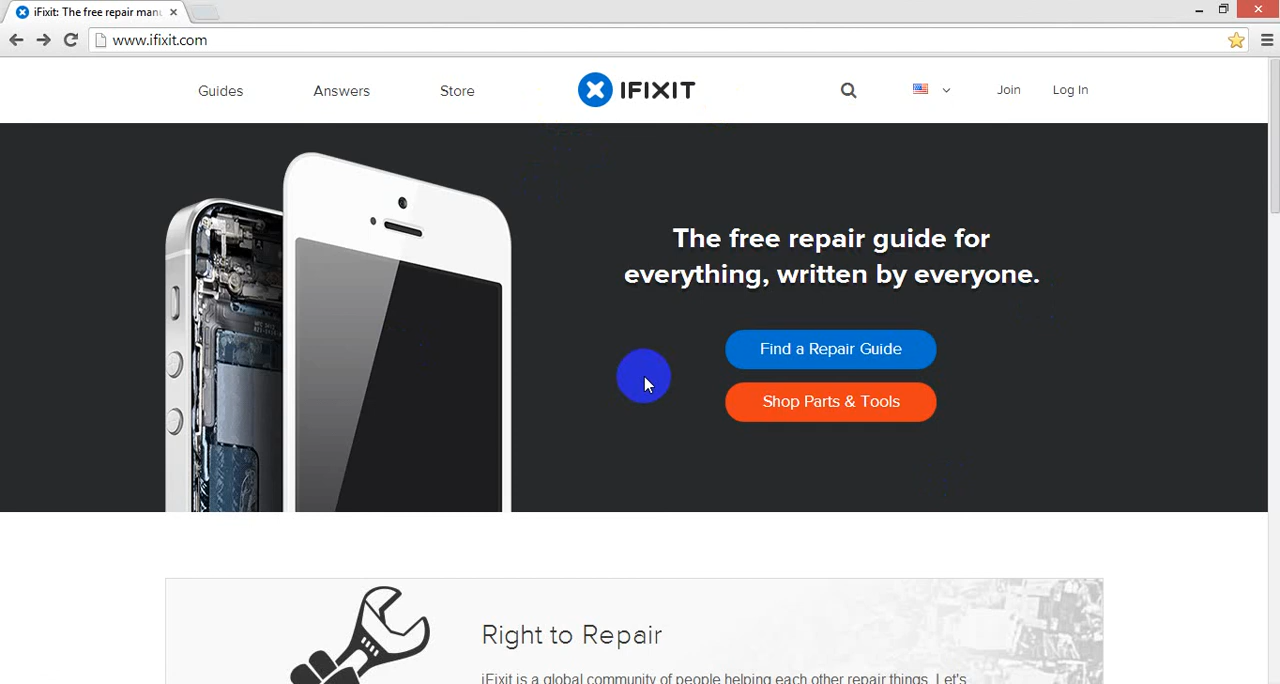 iFixit: The free repair manu
www.ifixit.com
Guides
Answers
Store
IFIXIT
Join
Log In
The free repair guide for
everything, written by everyone.
Find a Repair Guide
Shop Parts & Tools
Right to Repair
iFixit is a global community of people helping each other repair things. Let's